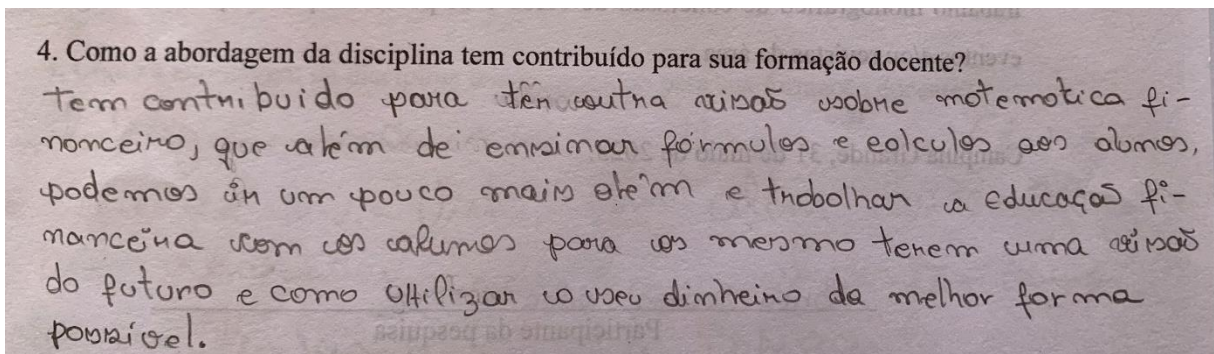 4. Como a abordagem da disciplina tem contribuído para sua formação docente?
Tem contribuido para ter outra visão sobre matematica fi-
nanceira, que além de ensinar fórmulas e calculos aos alunos,
podemos ir um pouco mais além e trabalhar a educação fi-
nanceira com os alunos para os mesmo terem uma visão
do futuro e como utilizar o seu dinheiro da melhor forma
possível.